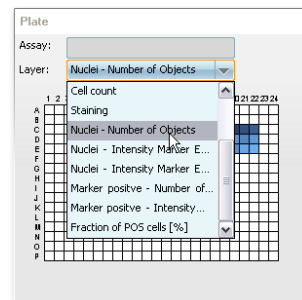 Plate
Assay:
Layer: Nuclei - Number of Objects
Cell count
Staining
Nuclei - Number of Objects
Nuclei - Intensity Marker E...
Nuclei - Intensity Marker E...
Marker positve - Number of...
Marker positve - Intensity...
Fraction of POS cells [%]
1 2
21 22 23 24
A
B
C
D
E
F
G
H
I
J
K
L
M
N
O
P